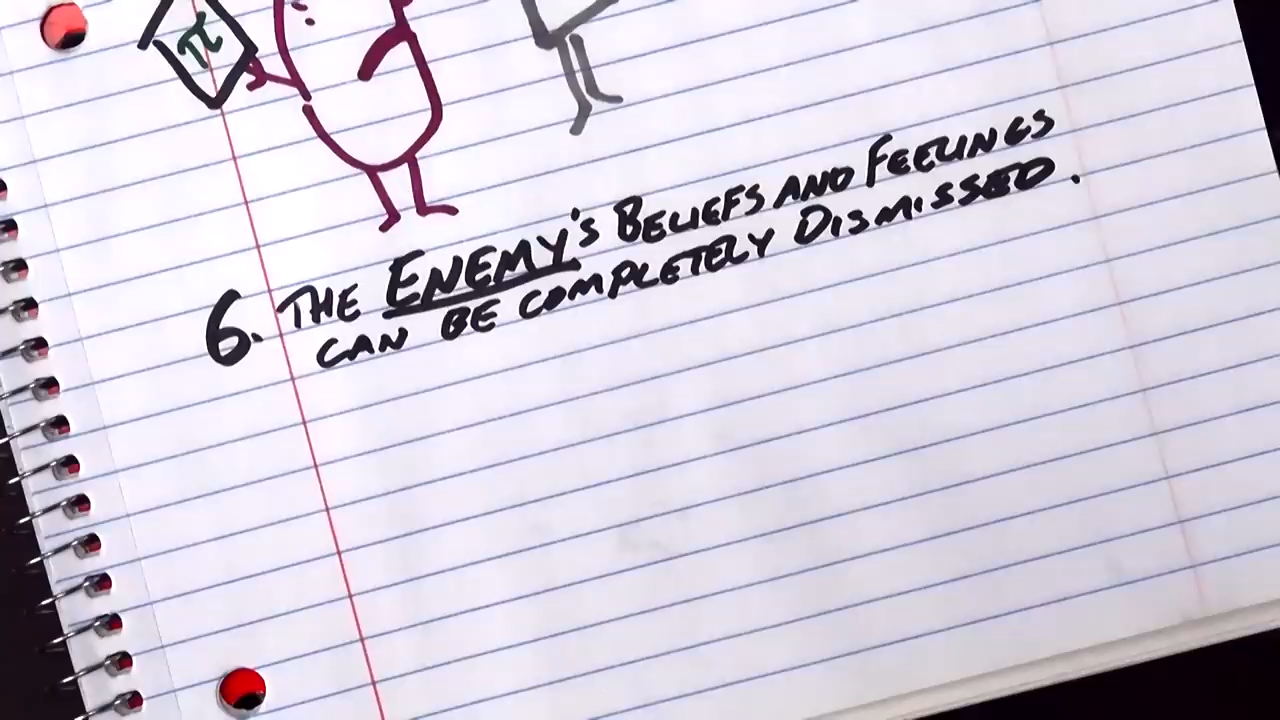 π
6. THE ENEMY'S BELIEFS AND FEELINGS
CAN BE COMPLETELY DISMISSED.